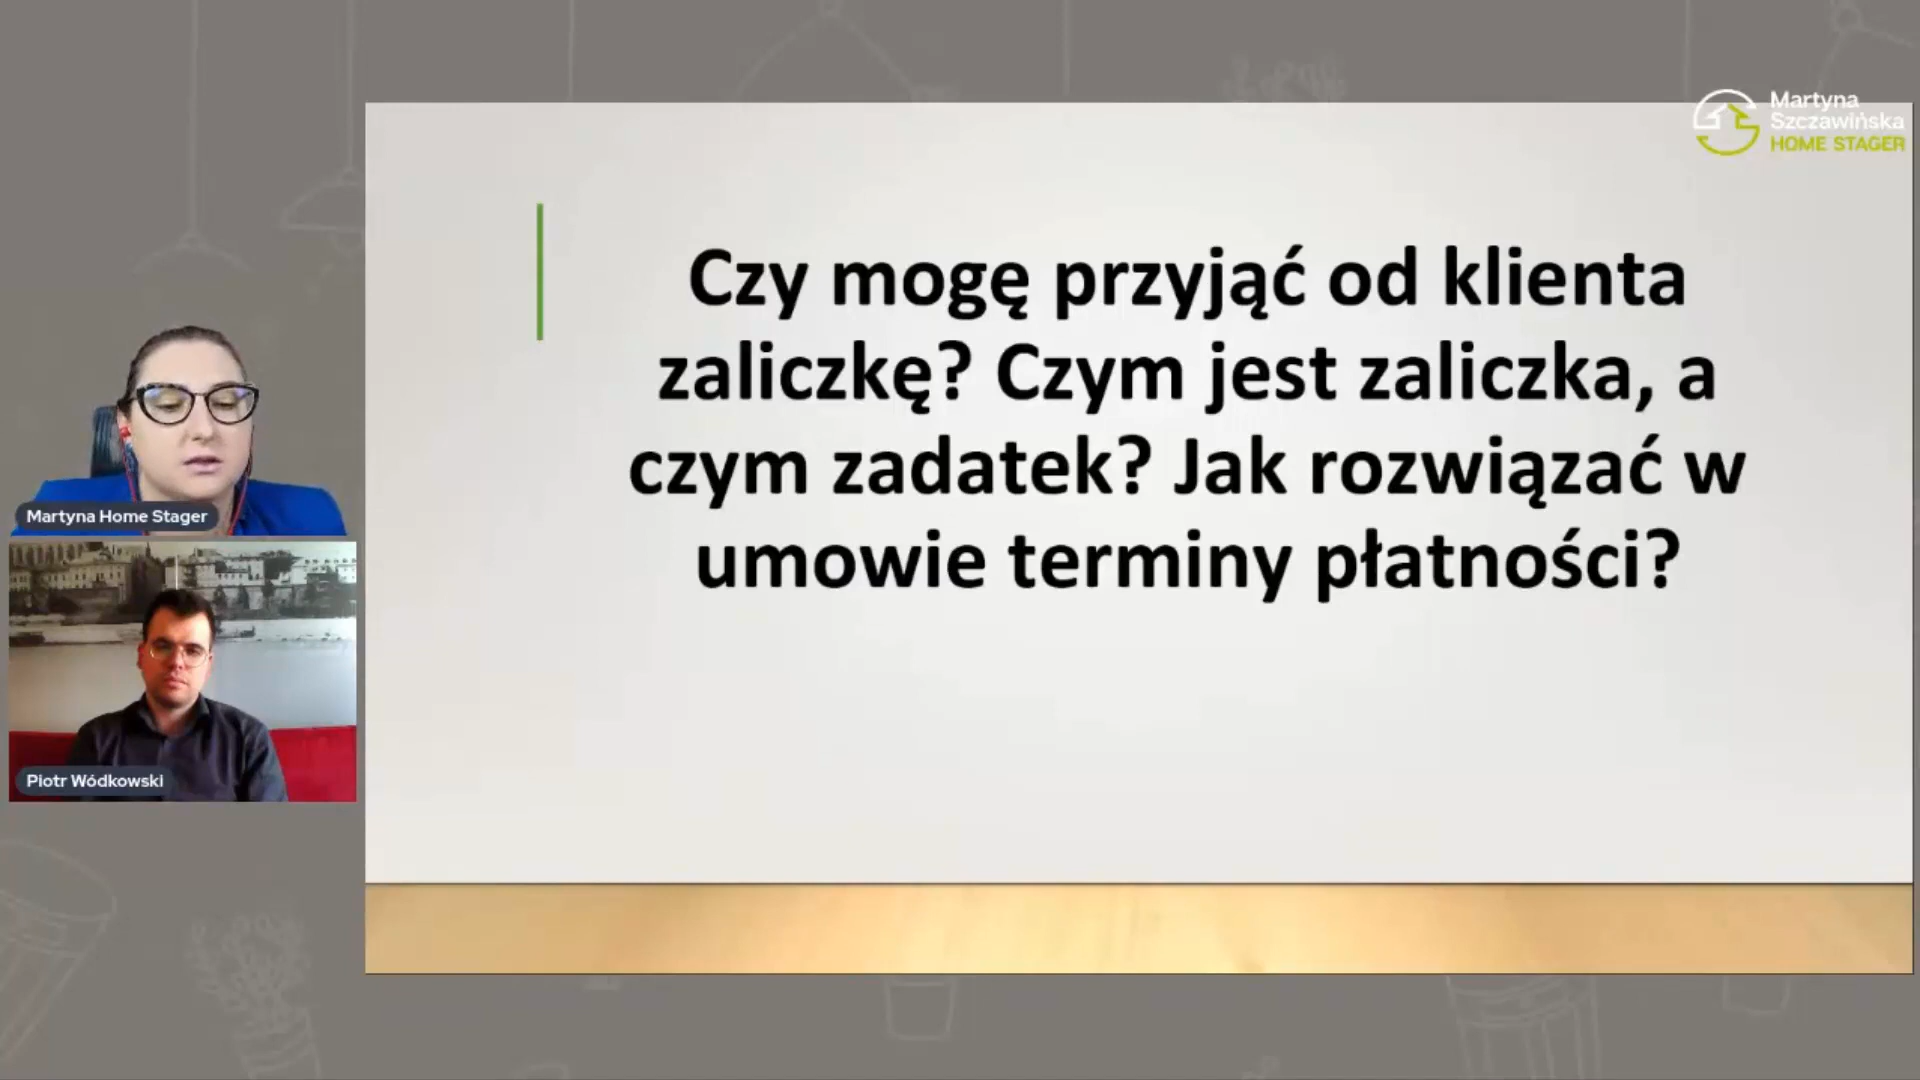 Martyna
Szczawińska
HOME STAGER
Czy mogę przyjąć od klienta
zaliczkę? Czym jest zaliczka, a
czym zadatek? Jak rozwiązać w
umowie terminy płatności?
Martyna Home Stager
Piotr Wódkowski